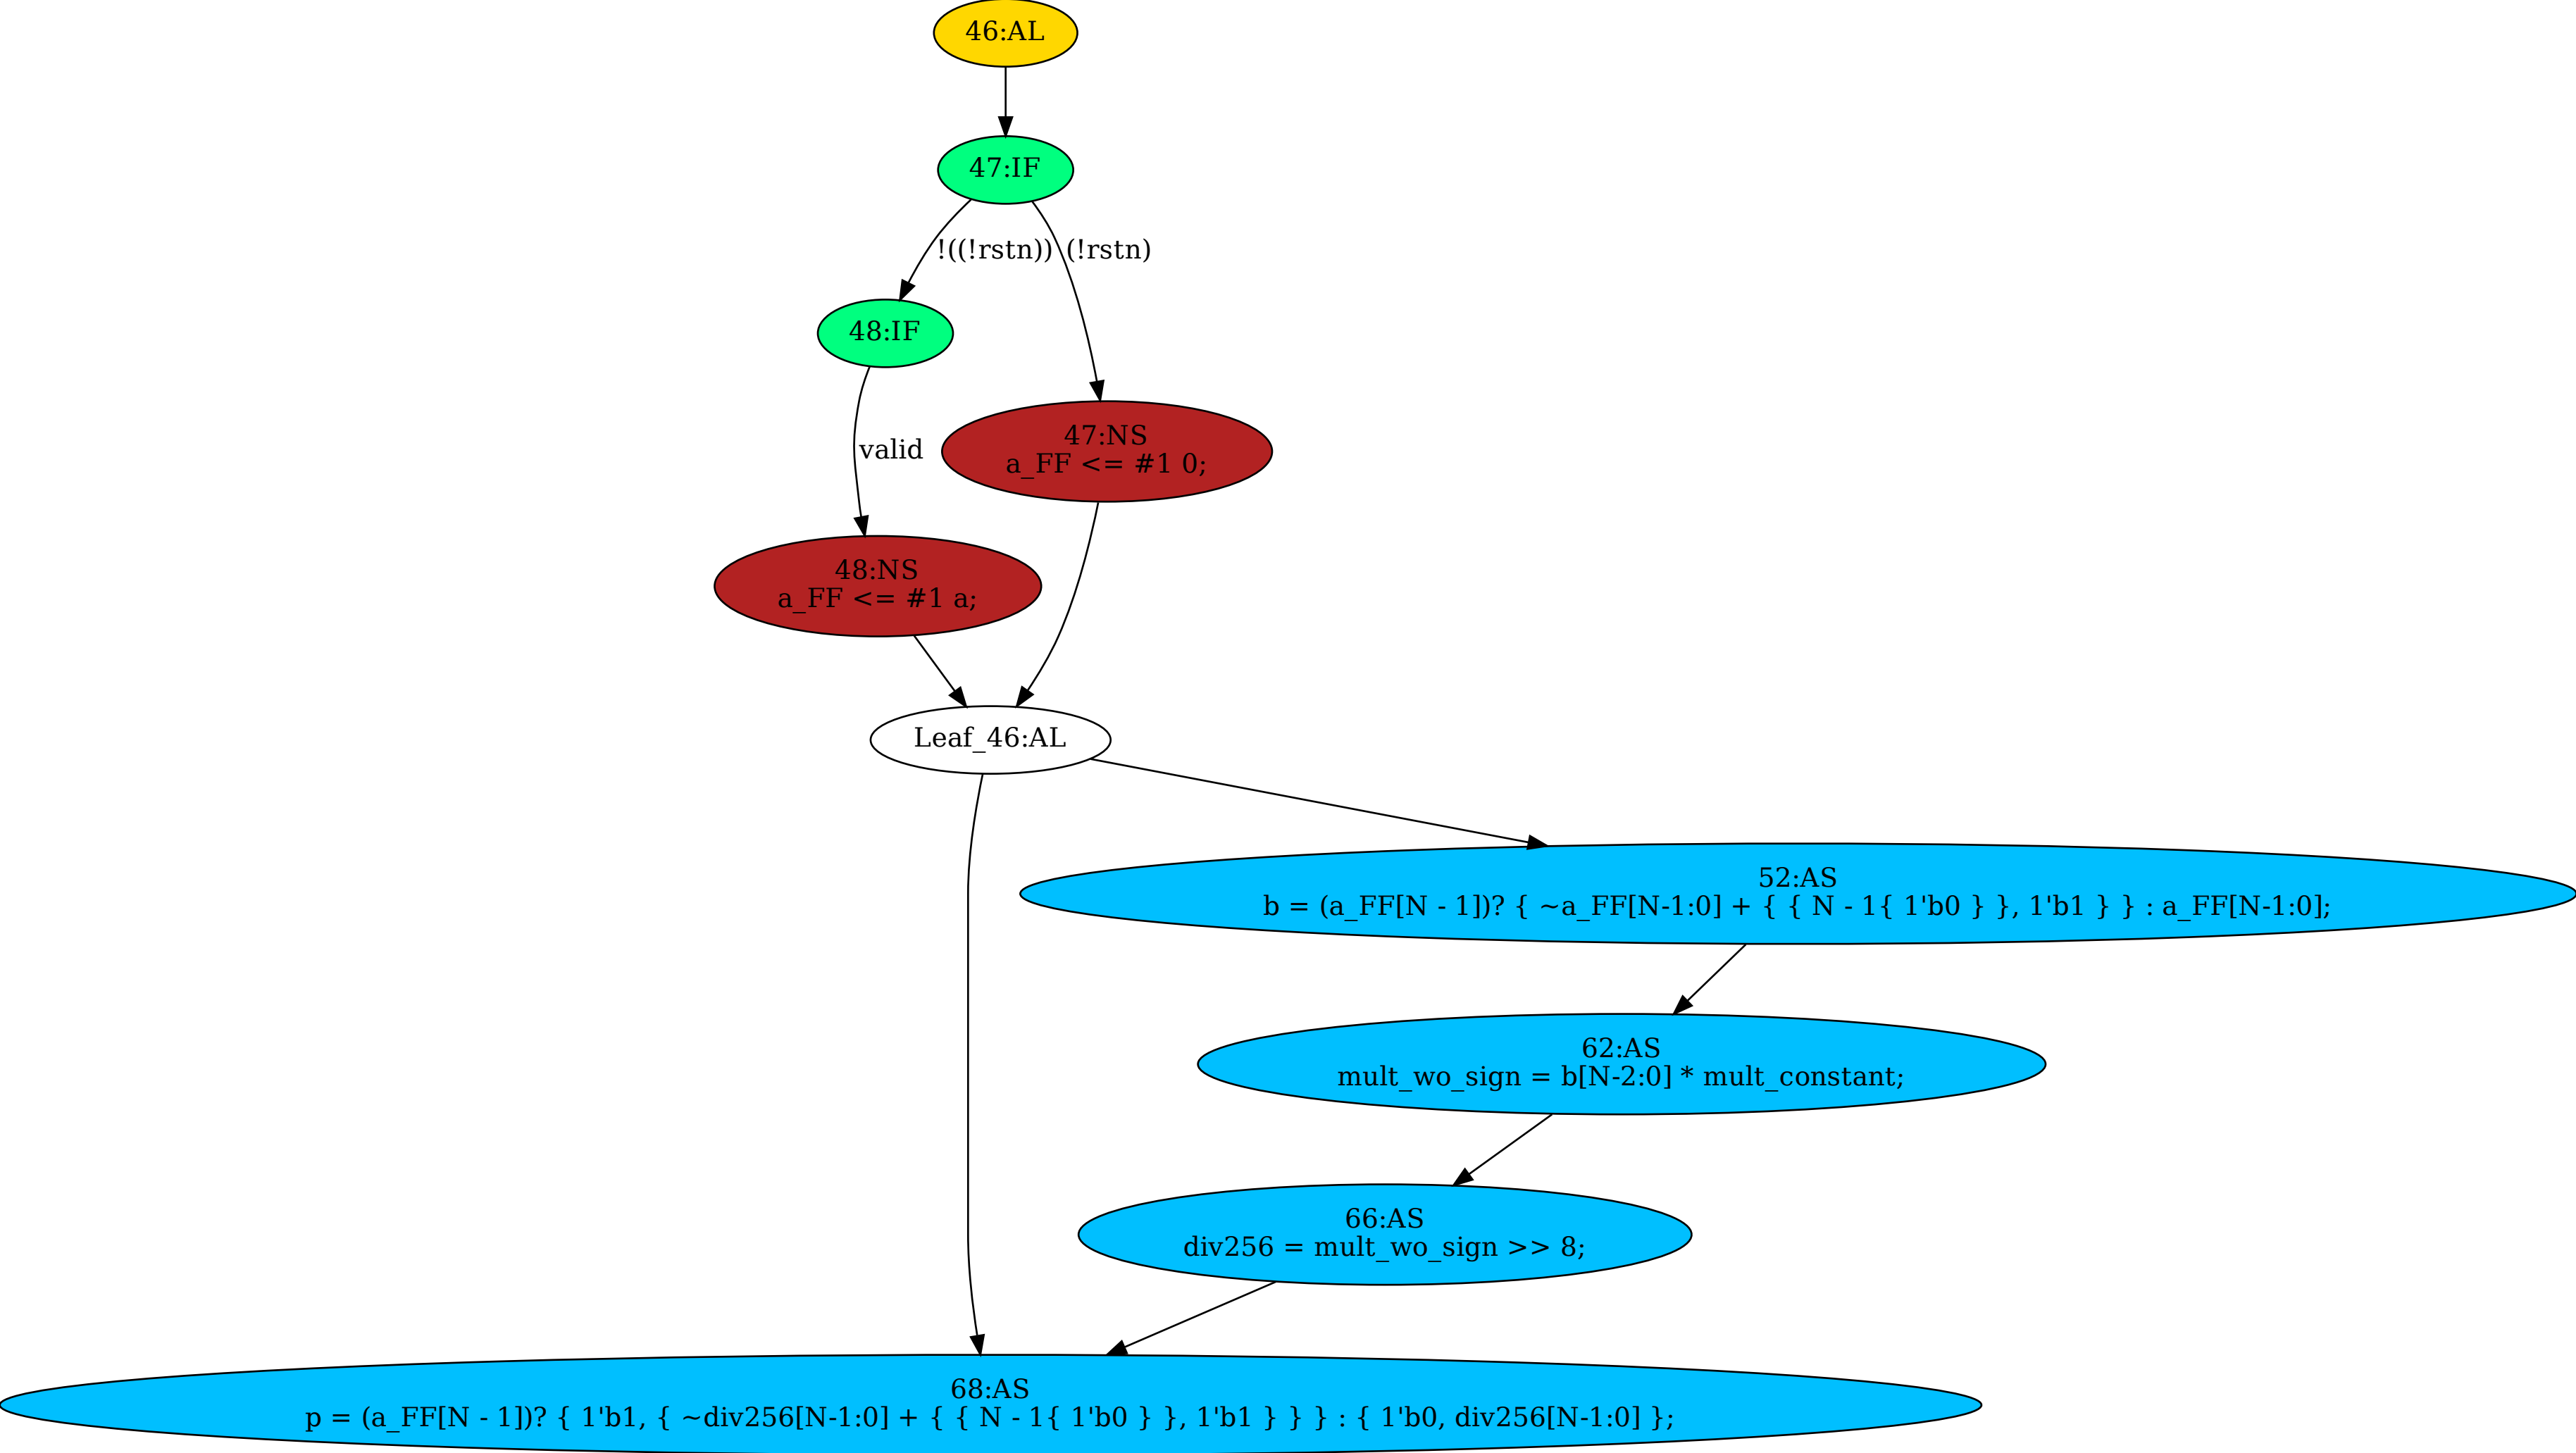 46:AL
47:IF
!((!rstn))
(!rstn)
48:IF
valid
47:NS
a_FF <= #1 0;
48:NS
a_FF <= #1 a;
Leaf_46:AL
52:AS
b = (a_FF[N - 1])? { ~a_FF[N-1:0] + { { N - 1{ 1'b0 } }, 1'b1 } } : a_FF[N-1:0];
62:AS
mult_wo_sign = b[N-2:0] * mult_constant;
66:AS
div256 = mult_wo_sign >> 8;
68:AS
p = (a_FF[N - 1])? { 1'b1, { ~div256[N-1:0] + { { N - 1{ 1'b0 } }, 1'b1 } } } : { 1'b0, div256[N-1:0] };